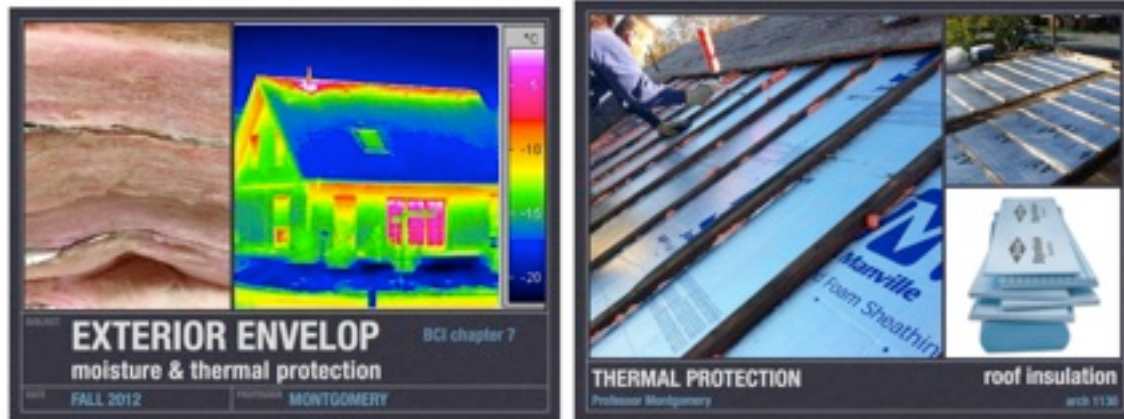 °C
-10
-15
-20
EXTERIOR ENVELOP
BCI chapter 7
moisture & thermal protection
FALL 2012
MONTGOMERY
Manville
Foam Sheathin
THERMAL PROTECTION
roof insulation
Professor Montgomery
arch 1130